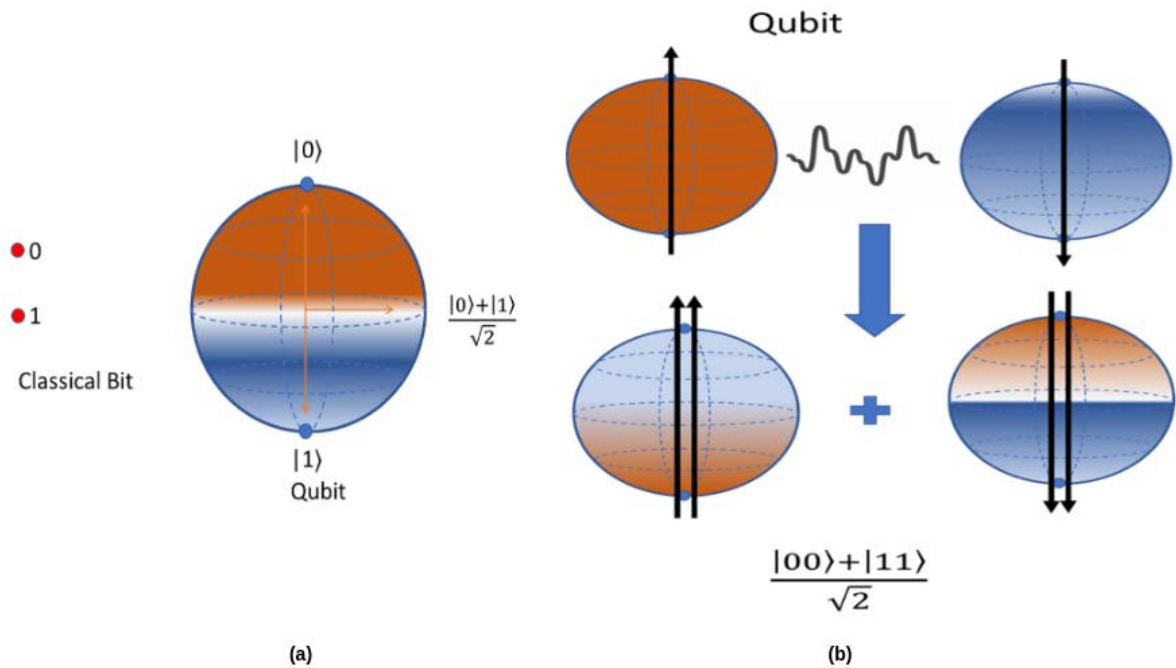 |0⟩
0
1
Classical Bit
|0⟩+|1⟩
√2
|1⟩
Qubit
(a)
Qubit
|00⟩+|11⟩
√2
(b)